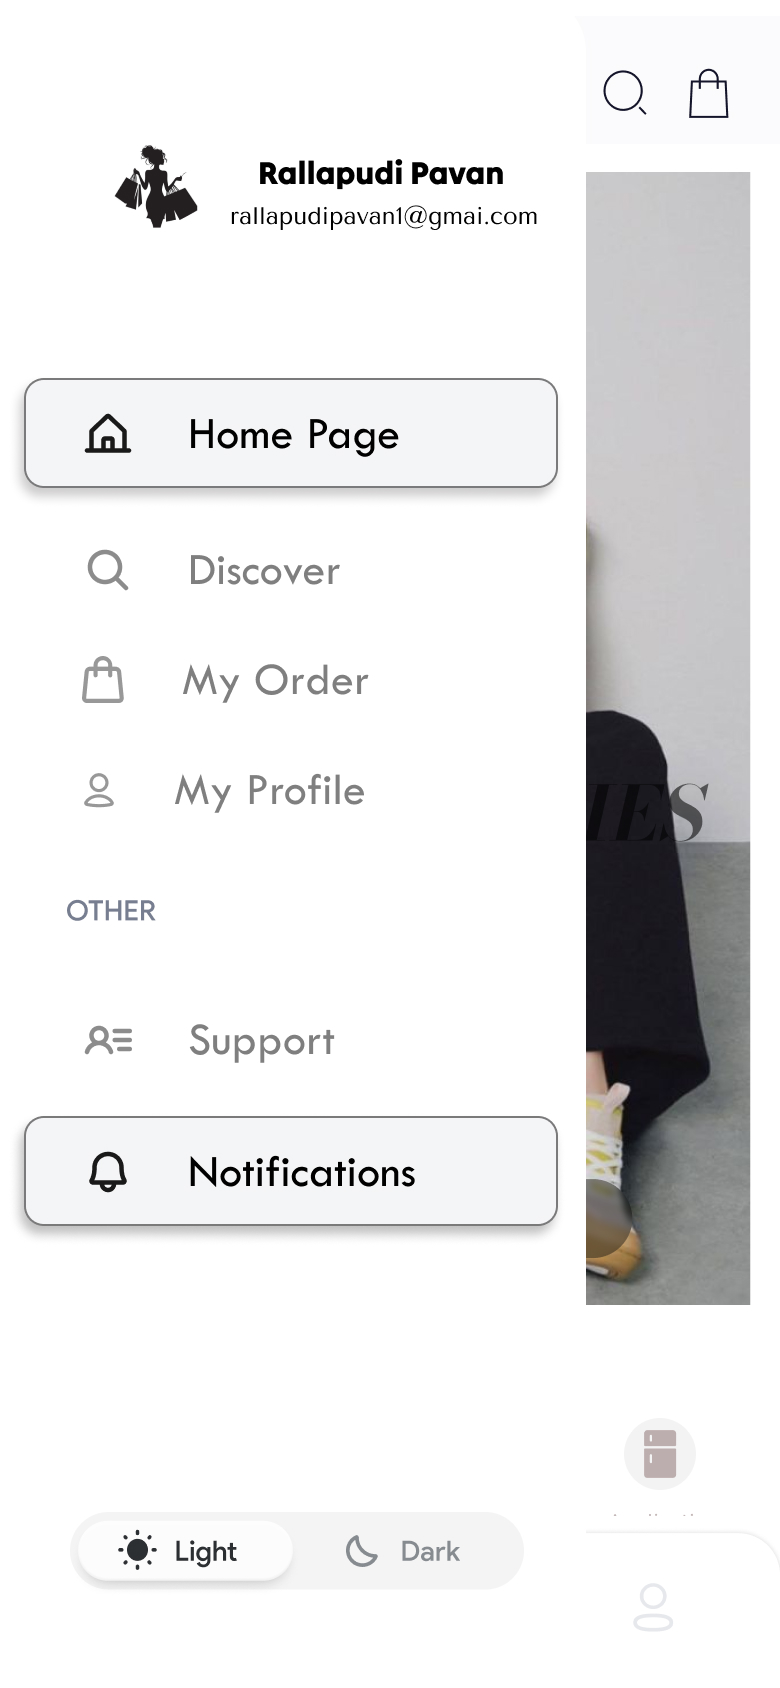 Rallapudi Pavan
rallapudipavan1@gmai.com
Home Page
Discover
My Order
My Profile
IES
OTHER
Support
Notifications
Light
Dark